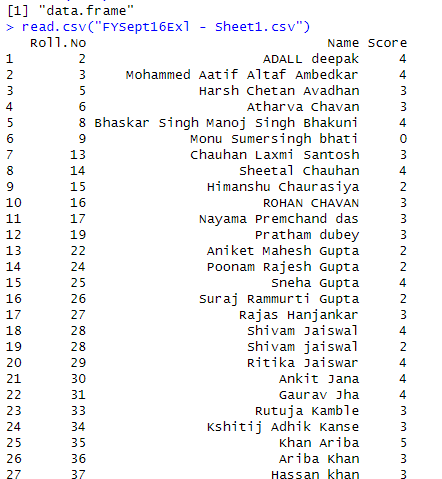 [1] "data.frame"
> read.csv("FYSept16Exl - Sheet1.csv")
Roll.No Name Score
1 2 ADALL deepak 4
2 3 Mohammed Aatif Altaf Ambedkar 4
3 5 Harsh Chetan Avadhan 3
4 6 Atharva Chavan 3
5 8 Bhaskar Singh Manoj Singh Bhakuni 4
6 9 Monu Sumersingh bhati 0
7 13 Chauhan Laxmi Santosh 3
8 14 Sheetal Chauhan 4
9 15 Himanshu Chaurasiya 2
10 16 ROHAN CHAVAN 3
11 17 Nayama Premchand das 3
12 19 Pratham dubey 3
13 22 Aniket Mahesh Gupta 2
14 24 Poonam Rajesh Gupta 2
15 25 Sneha Gupta 4
16 26 Suraj Rammurti Gupta 2
17 27 Rajas Hanjankar 3
18 28 Shivam Jaiswal 4
19 28 Shivam jaiswal 2
20 29 Ritika Jaiswar 4
21 30 Ankit Jana 4
22 31 Gaurav Jha 4
23 33 Rutuja Kamble 3
24 34 Kshitij Adhik Kanse 3
25 35 Khan Ariba 5
26 36 Ariba Khan 3
27 37 Hassan khan 3